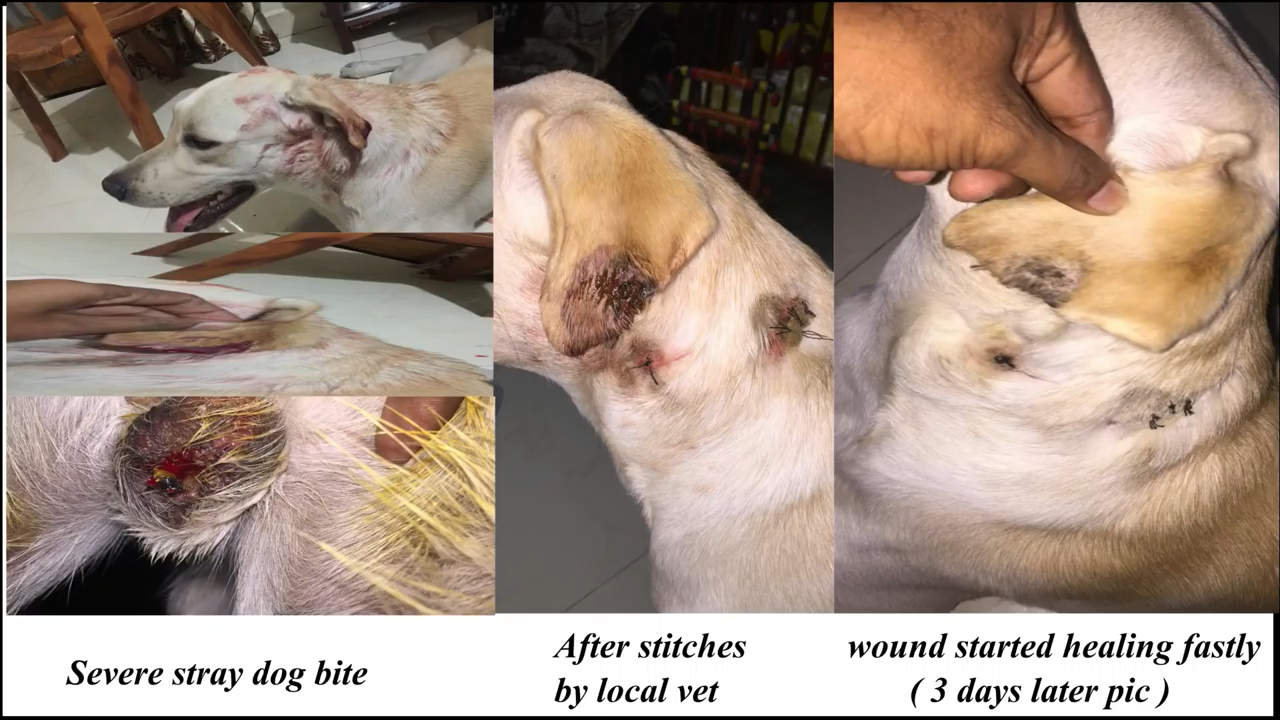 Severe stray dog bite
After stitches
by local vet
wound started healing fastly
( 3 days later pic )